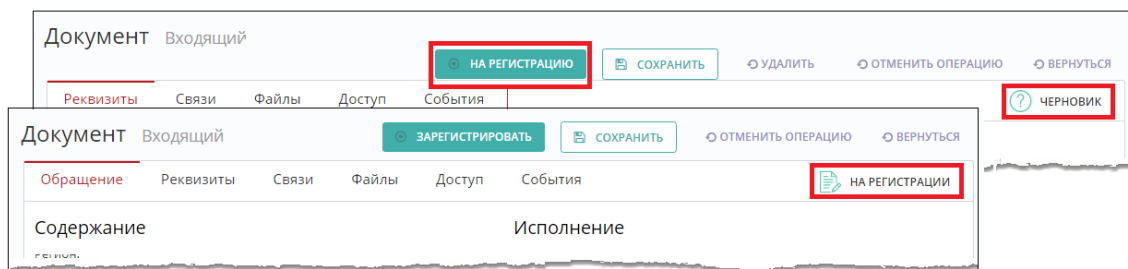 Документ Входящий
НА РЕГИСТРАЦИЮ СОХРАНИТЬ УДАЛИТЬ ОТМЕНИТЬ ОПЕРАЦИЮ ВЕРНУТЬСЯ
Реквизиты Связи Файлы Доступ События ? ЧЕРНОВИК
Документ Входящий ЗАРЕГИСТРИРОВАТЬ СОХРАНИТЬ ОТМЕНИТЬ ОПЕРАЦИЮ ВЕРНУТЬСЯ
Обращение Реквизиты Связи Файлы Доступ События НА РЕГИСТРАЦИИ
Содержание Исполнение
Регион: